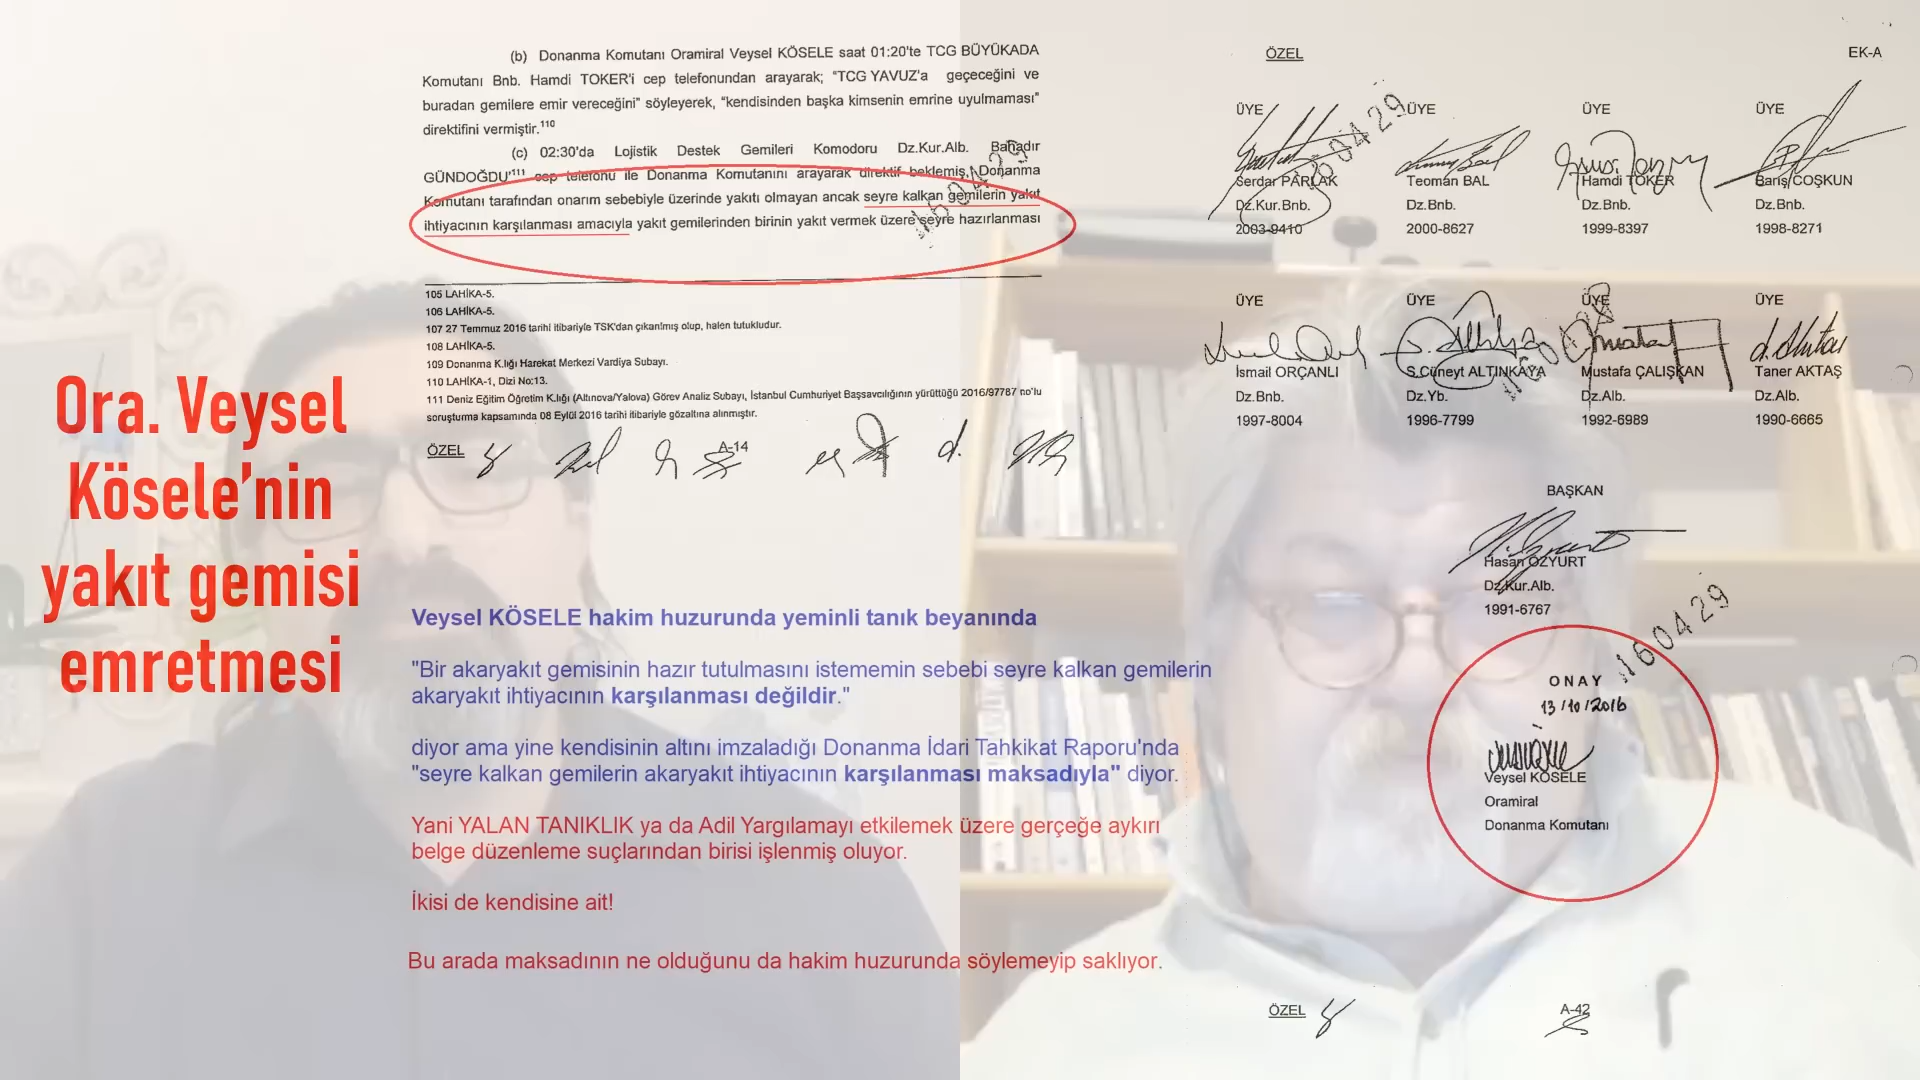 Ora. Veysel
Kösele'nin
yakıt gemisi
emretmesi
(b) Donanma Komutanı Oramiral Veysel KÖSELE saat 01:20'te TCG BÜYÜKADA
Komutanı Bnb. Hamdi TOKER'i cep telefonundan arayarak; "TCG YAVUZ'a geçeceğini ve
buradan gemilere emir vereceğini" söyleyerek, "kendisinden başka kimsenin emrine uyulmaması"
direktifini vermiştir.110
(c) 02:30'da Lojistik Destek Gemileri Komodoru Dz.Kur.Alb. Bahadır
GÜNDOĞDU'111 cep telefonu ile Donanma Komutanını arayarak direktif beklemiş, Donanma
Komutanı tarafından onarım sebebiyle üzerinde yakıtı olmayan ancak seyre kalkan gemilerin yakıt
ihtiyacının karşılanması amacıyla yakıt gemilerinden birinin yakıt vermek üzere seyre hazırlanması
105 LAHİKA-5.
106 LAHİKA-5.
107 27 Temmuz 2016 tarihi itibariyle TSK'dan çıkarılmış olup, halen tutukludur.
108 LAHİKA-5.
109 Donanma K.lığı Harekat Merkezi Vardiya Subayı.
110 LAHİKA-1, Dizi No:13.
111 Deniz Eğitim Öğretim K.lığı (Altınova/Yalova) Görev Analiz Subayı, İstanbul Cumhuriyet Başsavcılığının yürüttüğü 2016/97787 no'lu
soruşturma kapsamında 08 Eylül 2016 tarihi itibariyle gözaltına alınmıştır.
ÖZEL A-14
Veysel KÖSELE hakim huzurunda yeminli tanık beyanında
"Bir akaryakıt gemisinin hazır tutulmasını istememin sebebi seyre kalkan gemilerin
akaryakıt ihtiyacının karşılanması değildir."
diyor ama yine kendisinin altını imzaladığı Donanma İdari Tahkikat Raporu'nda
"seyre kalkan gemilerin akaryakıt ihtiyacının karşılanması maksadıyla" diyor.
Yani YALAN TANIKLIK ya da Adil Yargılamayı etkilemek üzere gerçeğe aykırı
belge düzenleme suçlarından birisi işlenmiş oluyor.
İkisi de kendisine ait!
Bu arada maksadının ne olduğunu da hakim huzurunda söylemeyip saklıyor.
ÖZEL EK-A
ÜYE ÜYE ÜYE ÜYE
Serdar PARLAK Teoman BAL Hamdi TOKER Barış COŞKUN
Dz.Kur.Bnb. Dz.Bnb. Dz.Bnb. Dz.Bnb.
2003-9410 2000-8627 1999-8397 1998-8271
ÜYE ÜYE ÜYE ÜYE
İsmail ORÇANLI S.Cüneyt ALTINKAYA Mustafa ÇALIŞKAN Taner AKTAŞ
Dz.Bnb. Dz.Yb. Dz.Alb. Dz.Alb.
1997-8004 1996-7799 1992-6989 1990-6665
BAŞKAN
Hasan ÖZYURT
Dz.Kur.Alb.
1991-6767
160429
ONAY
13/10/2016
Veysel KÖSELE
Oramiral
Donanma Komutanı
ÖZEL A-42